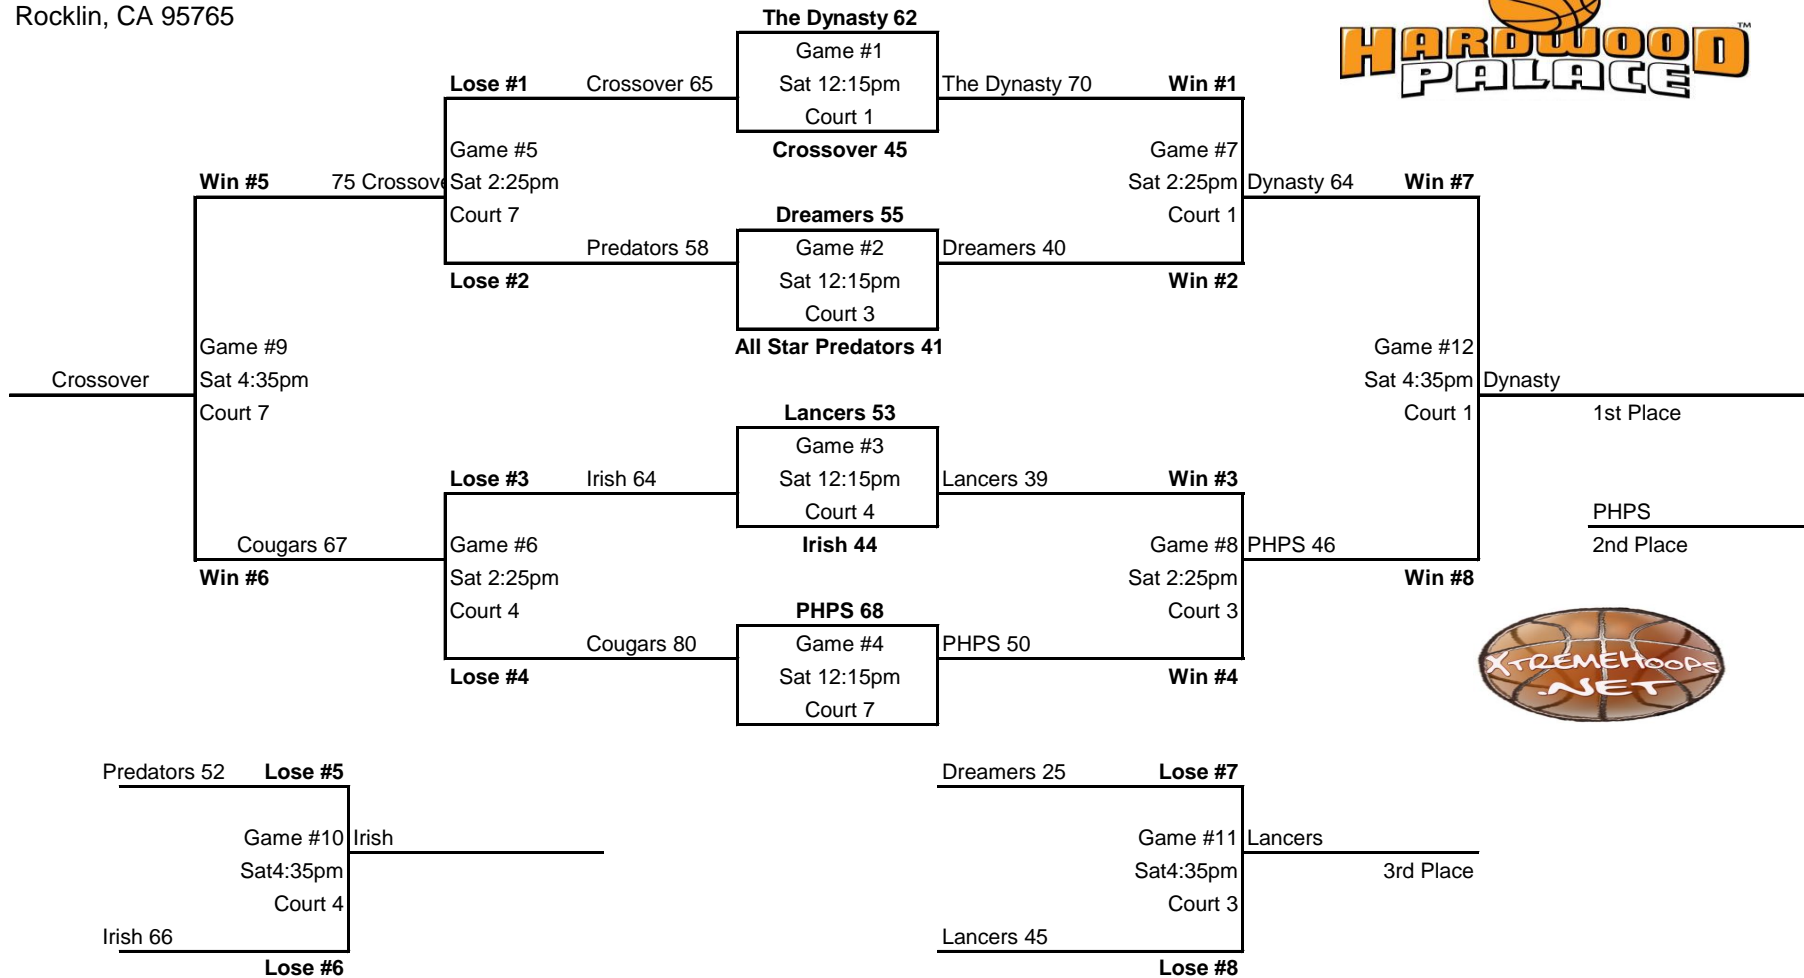 Rocklin, CA 95765
The Dynasty 62
HARDWOOD
PALACE
TM
Game #1
Lose #1 Crossover 65 Sat 12:15pm The Dynasty 70 Win #1
Court 1
Game #5 Crossover 45 Game #7
Win #5 75 Crossove Sat 2:25pm Sat 2:25pm Dynasty 64 Win #7
Court 7 Dreamers 55 Court 1
Predators 58 Game #2 Dreamers 40
Lose #2 Sat 12:15pm Win #2
Court 3
Game #9 All Star Predators 41 Game #12
Crossover Sat 4:35pm Sat 4:35pm Dynasty
Court 7 Lancers 53 Court 1 1st Place
Game #3
Lose #3 Irish 64 Sat 12:15pm Lancers 39 Win #3
Court 4 PHPS
Cougars 67 Game #6 Irish 44 Game #8 PHPS 46 2nd Place
Win #6 Sat 2:25pm Sat 2:25pm Win #8
Court 4 PHPS 68 Court 3
Cougars 80 Game #4 PHPS 50
XTREMEHOOPS
.NET
Lose #4 Sat 12:15pm Win #4
Court 7
Predators 52 Lose #5 Dreamers 25 Lose #7
Game #10 Irish Game #11 Lancers
Sat4:35pm Sat4:35pm 3rd Place
Court 4 Court 3
Irish 66 Lancers 45
Lose #6 Lose #8